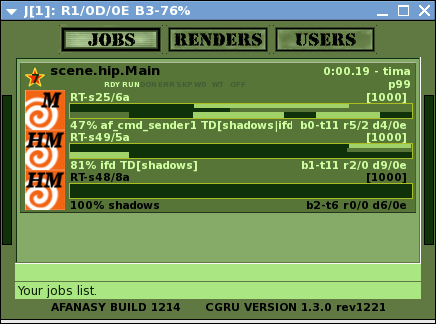 J[1]: R1/0D/0E B3-76%
JOBS RENDERS USERS
7 scene.hip.Main 0:00.19 - tima
RDY RUN DON ERR SKP WD WT OFF p99
M RT-s25/6a [1000]
47% af_cmd_sender1 TD[shadows|ifd b0-t11 r5/2 d4/0e
HM RT-s49/5a [1000]
81% ifd TD[shadows] b1-t11 r2/0 d9/0e
HM RT-s48/8a [1000]
100% shadows b2-t6 r0/0 d6/0e
Your jobs list.
AFANASY BUILD 1214 CGRU VERSION 1.3.0 rev1221